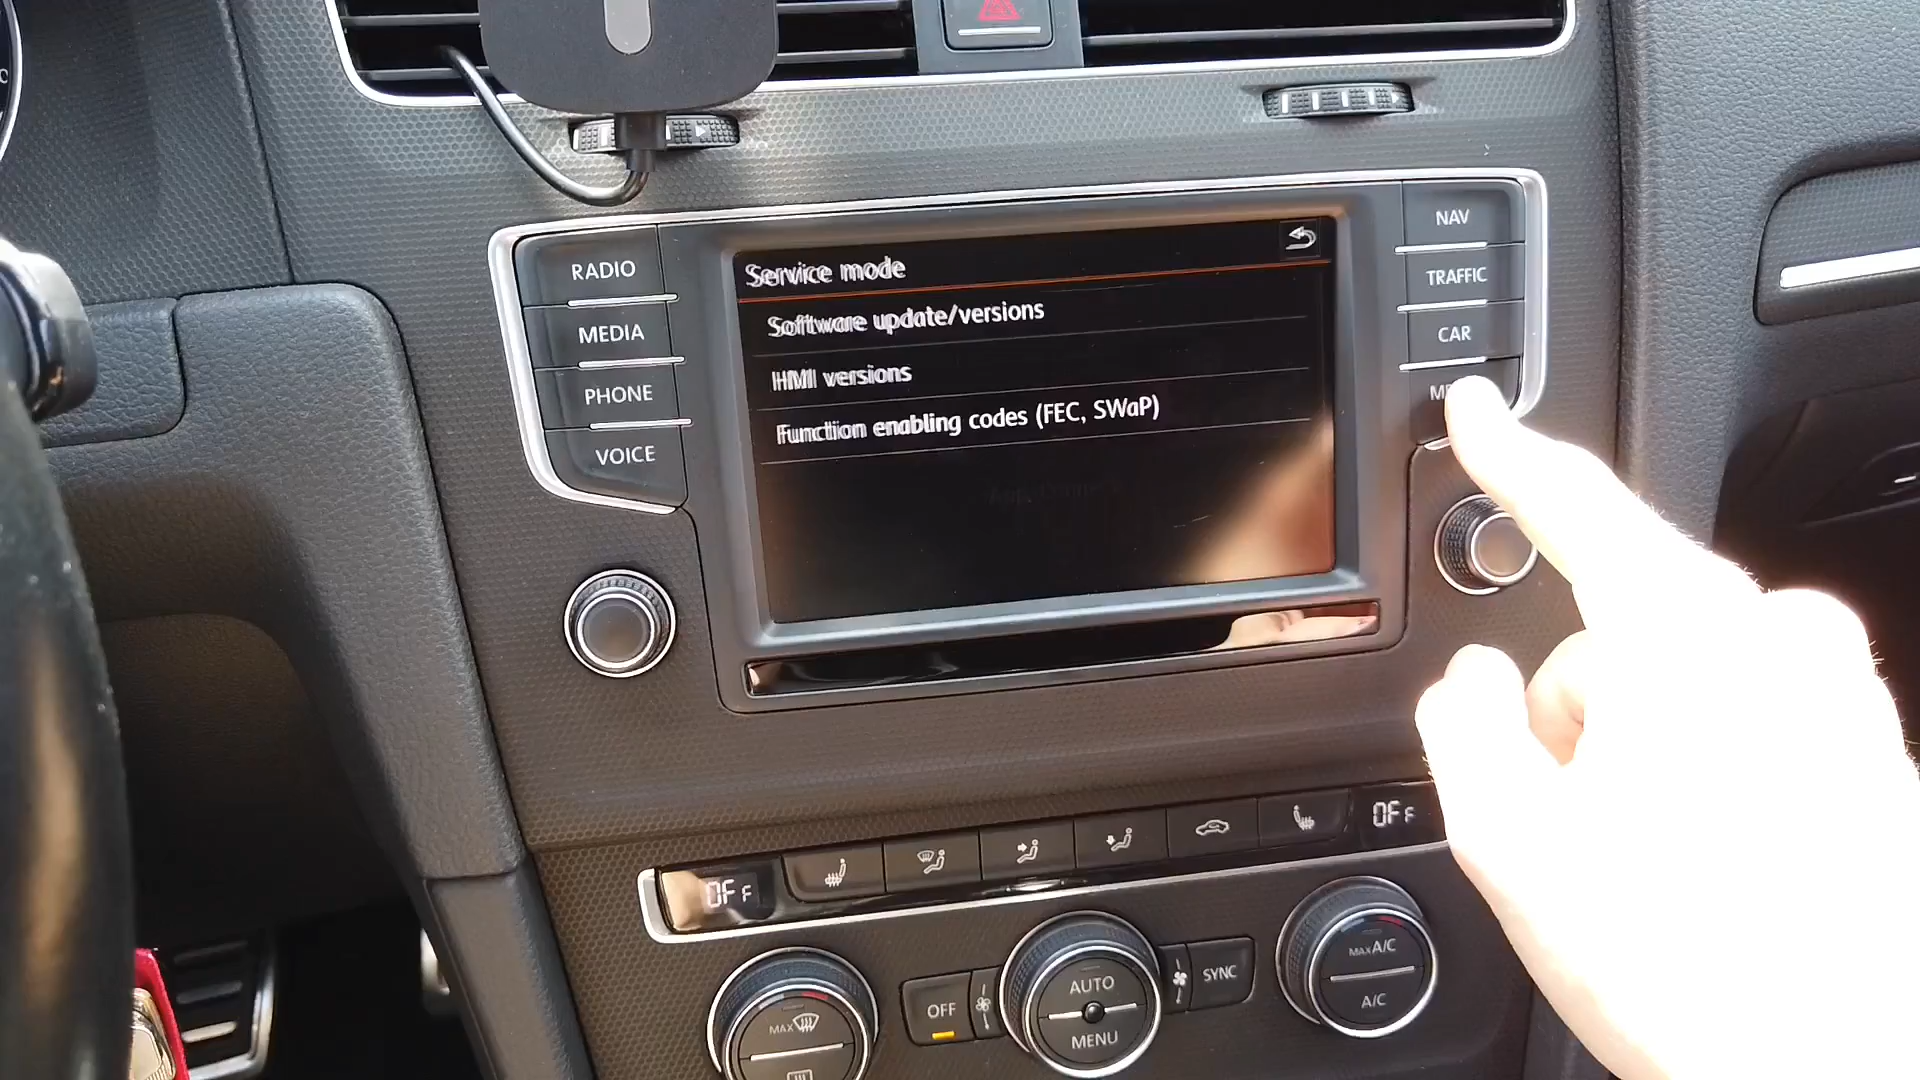 Service mode
Software update/versions
HMI versions
Function enabling codes (FEC, SWaP)
RADIO
MEDIA
PHONE
VOICE
NAV
TRAFFIC
CAR
OFF
OFF
MAX
OFF
AUTO
MENU
SYNC
MAX A/C
A/C